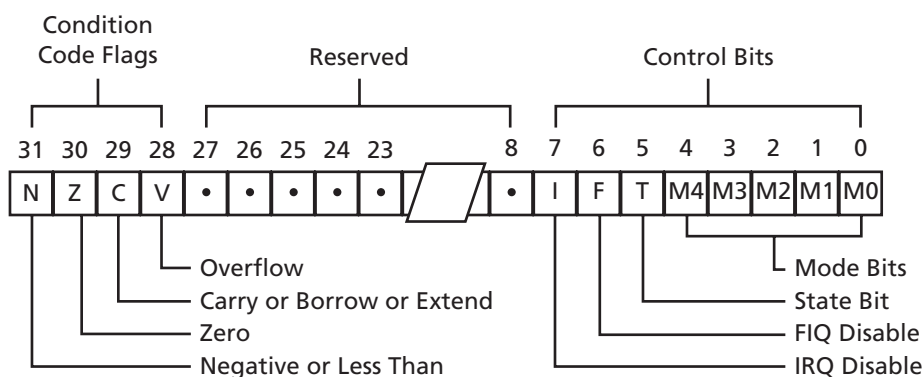 Condition
Code Flags
Reserved
Control Bits
31 30 29 28 27 26 25 24 23 8 7 6 5 4 3 2 1 0
N Z C V • • • • • • I F T M4 M3 M2 M1 M0
Overflow
Carry or Borrow or Extend
Zero
Negative or Less Than
Mode Bits
State Bit
FIQ Disable
IRQ Disable